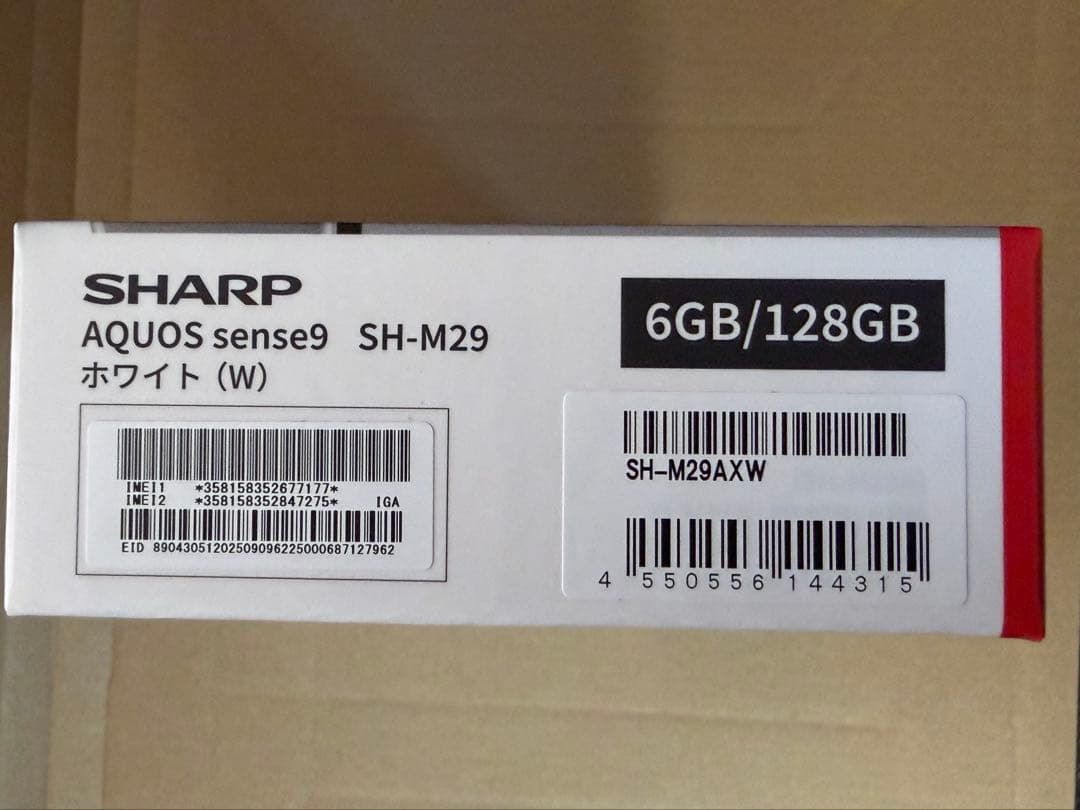 SHARP
AQUOS sense9 SH-M29
ホワイト（W）
6GB/128GB
IMEI1 *358158352677177*
IMEI2 *358158352847275* IGA
EID 89043051202509096225000687127962
SH-M29AXW
4 550556 144315